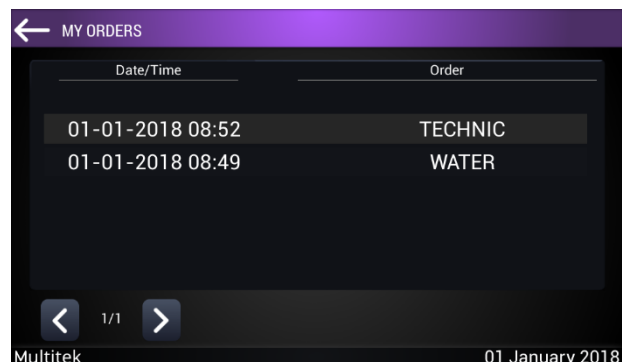 MY ORDERS
Date/Time Order
01-01-2018 08:52 TECHNIC
01-01-2018 08:49 WATER
1/1
Multitek 01 January 2018